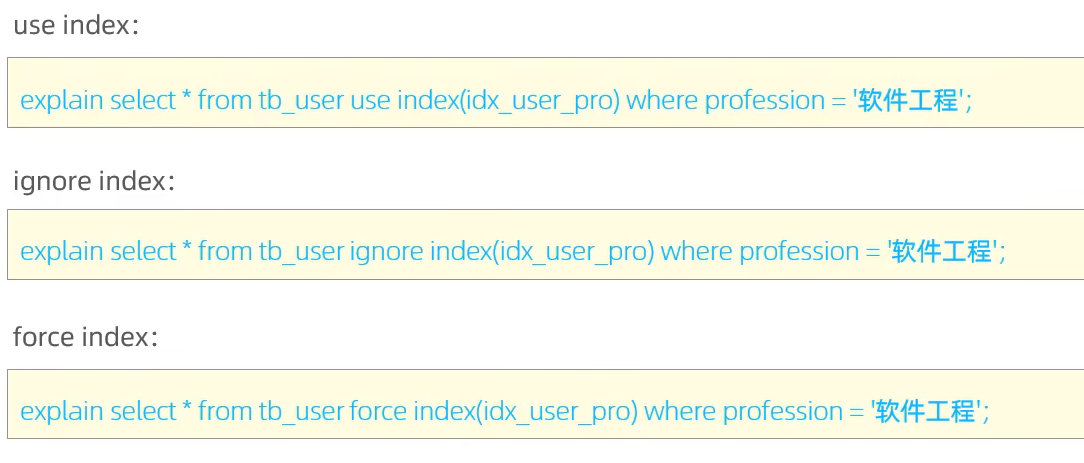 use index：
explain select * from tb_user use index(idx_user_pro) where profession = '软件工程';
ignore index：
explain select * from tb_user ignore index(idx_user_pro) where profession = '软件工程';
force index：
explain select * from tb_user force index(idx_user_pro) where profession = '软件工程';